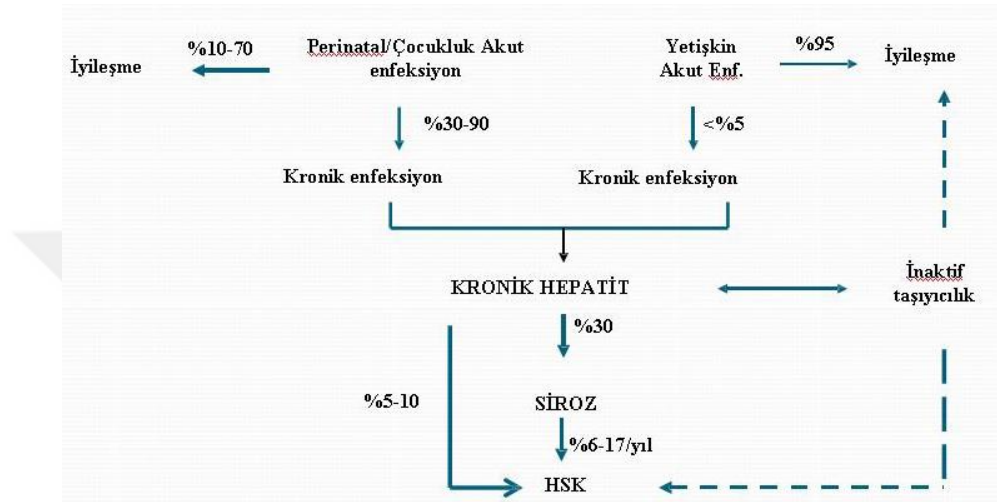 %10-70
Perinatal/Çocukluk Akut
enfeksiyon
İyileşme
Yetişkin
Akut Enf.
%95
İyileşme
%30-90
<%5
Kronik enfeksiyon
Kronik enfeksiyon
KRONİK HEPATİT
İnaktif
taşıyıcılık
%30
%5-10
SİROZ
%6-17/yıl
HSK